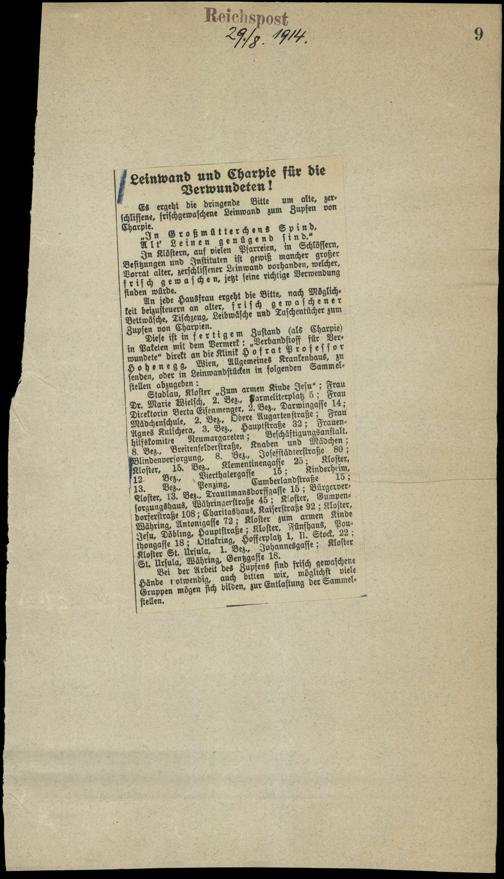 Reichspost
29./8. 1914.
9
Leinwand und Charpie für die
Verwundeten!
Es ergeht die dringende Bitte um alte, zer-
schlissene, frischgewaschene Leinwand zum Zupfen von
Charpie.
„In Großmütterchens Spind,
Alt' Leinen genügend sind.“
In Klöstern, auf vielen Pfarreien, in Schlössern,
Besitzungen und Instituten ist gewiß mancher großer
Vorrat alter, zerschlissener Leinwand vorhanden, welcher,
frisch gewaschen, jetzt seine richtige Verwendung
finden würde.
An jede Hausfrau ergeht die Bitte, nach Möglich-
keit beizusteuern an alter, frisch gewaschener
Bettwäsche, Tischzeug, Leibwäsche und Taschentücher zum
Zupfen von Charpien.
Diese ist in fertigem Zustand (als Charpie)
in Paketen mit dem Vermerk: „Verbandstoff für Ver-
wundete“ direkt an die Klinik Hofrat Professor
Hohenegg, Wien, Allgemeines Krankenhaus, zu
senden, oder in Leinwandstücken in folgenden Sammel-
stellen abzugeben:
Stadlau, Kloster „Zum armen Kinde Jesu“; Frau
Dr. Marie Wielsch, 2. Bez., Karmeliterplatz 5; Frau
Direktorin Berta Eisenmenger, 2. Bez., Darwingasse 14;
Mädchenschule, 2. Bez., Obere Augartenstraße; Frau
Agnes Kulichera, 3. Bez., Hauptstraße 32; Frauen-
hilfskomitee Neumargareten; Beschäftigungsanstalt,
8. Bez., Breitenfelderstraße, Knaben und Mädchen;
Blindenversorgung, 8. Bez., Josefstädterstraße 80;
Kloster, 15. Bez., Klementinengasse 25; Kloster,
12 Bez., Vierthalergasse 15; Kinderheim,
13. Bez., Penzing, Cumberlandstraße 15;
Kloster, 13. Bez., Trauttmansdorffgasse 15; Bürgerver-
sorgungshaus, Währingerstraße 45; Kloster, Gumpen-
dorferstraße 108; Charitashaus, Kaiserstraße 92; Kloster,
Währing, Antonigasse 72; Kloster zum armen Kinde
Jesu, Döbling, Hauptstraße; Kloster, Fünfhaus, Pou-
thongasse 18; Ottakring, Hofferplatz 1, II. Stock, 22;
Kloster St. Ursula, 1. Bez., Johannesgasse; Kloster
St. Ursula, Währing, Gentzgasse 18.
Bei der Arbeit des Zupfens sind frisch gewaschene
Hände notwendig, auch bitten wir, möglichst viele
Gruppen mögen sich bilden, zur Entlastung der Sammel-
stellen.